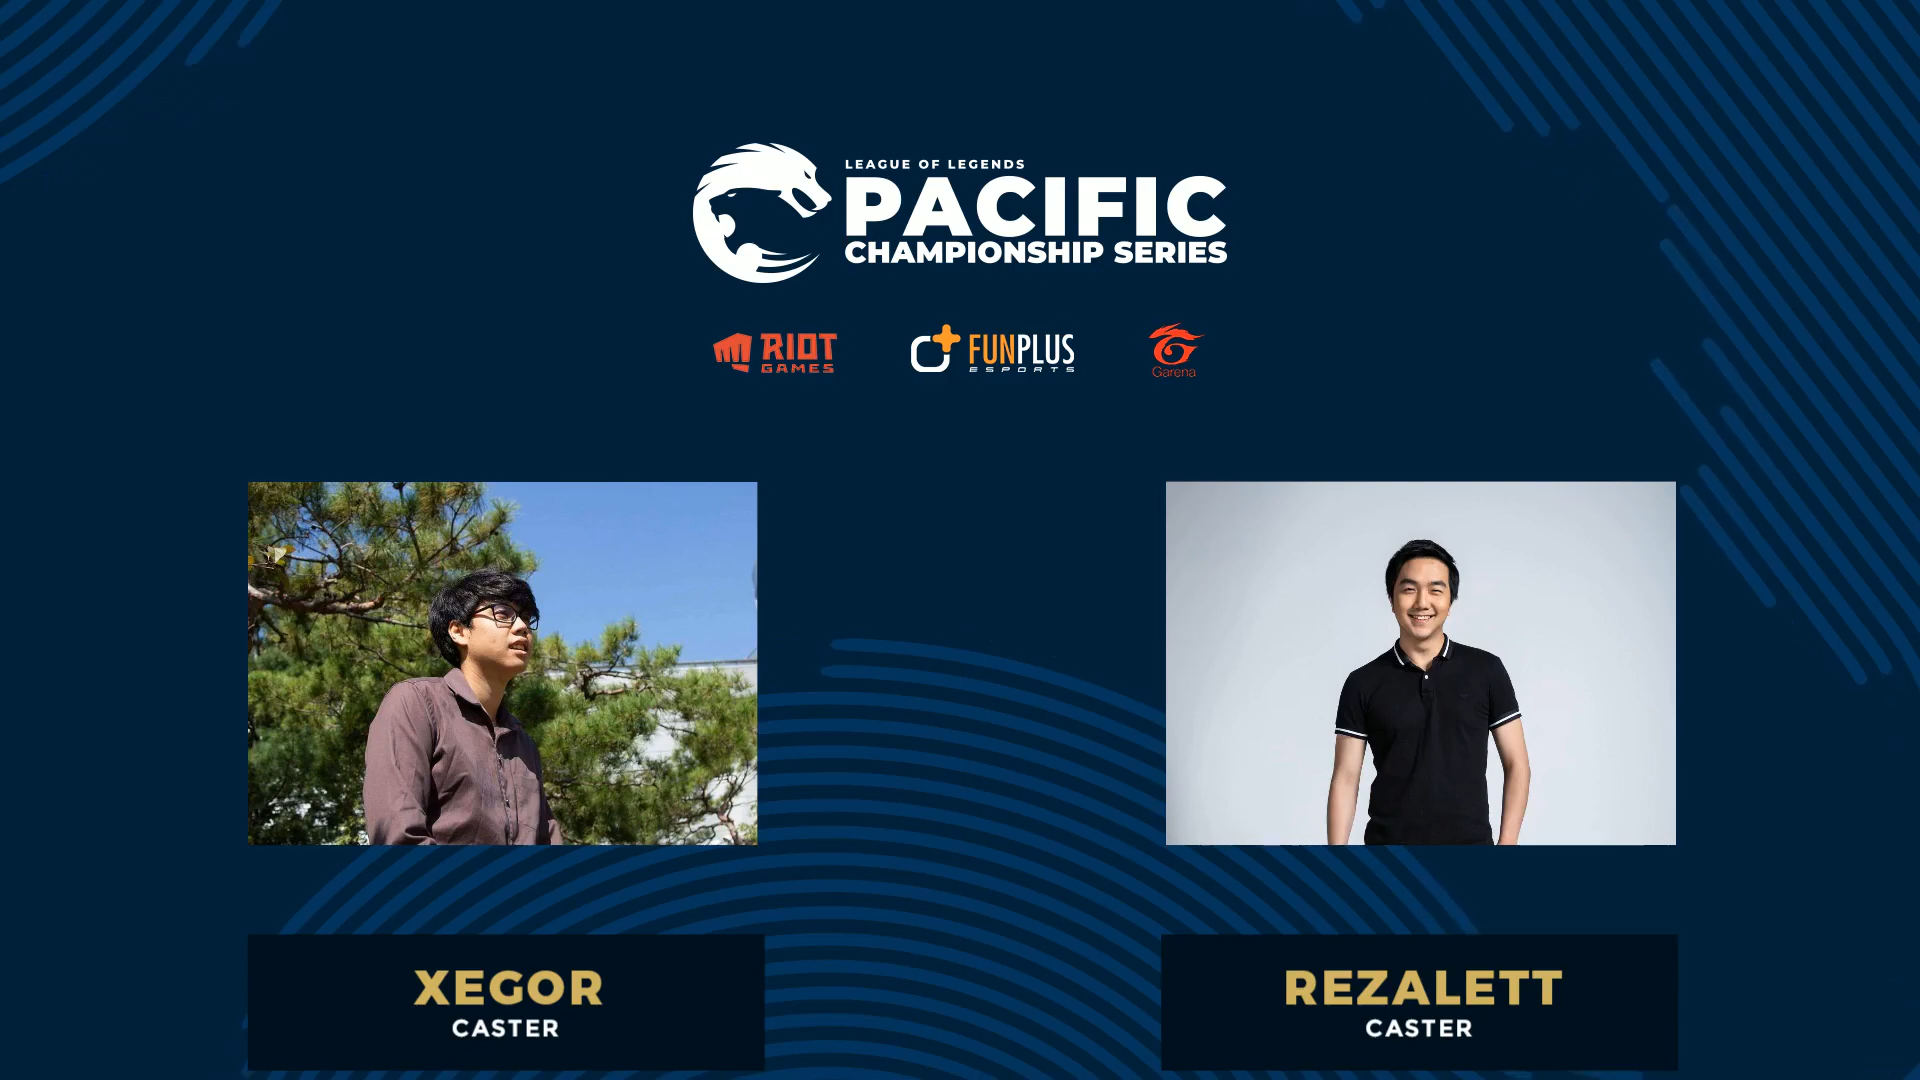 LEAGUE OF LEGENDS
PACIFIC
CHAMPIONSHIP SERIES
RIOT GAMES
FUNPLUS ESPORTS
Garena
XEGOR
CASTER
REZALETT
CASTER